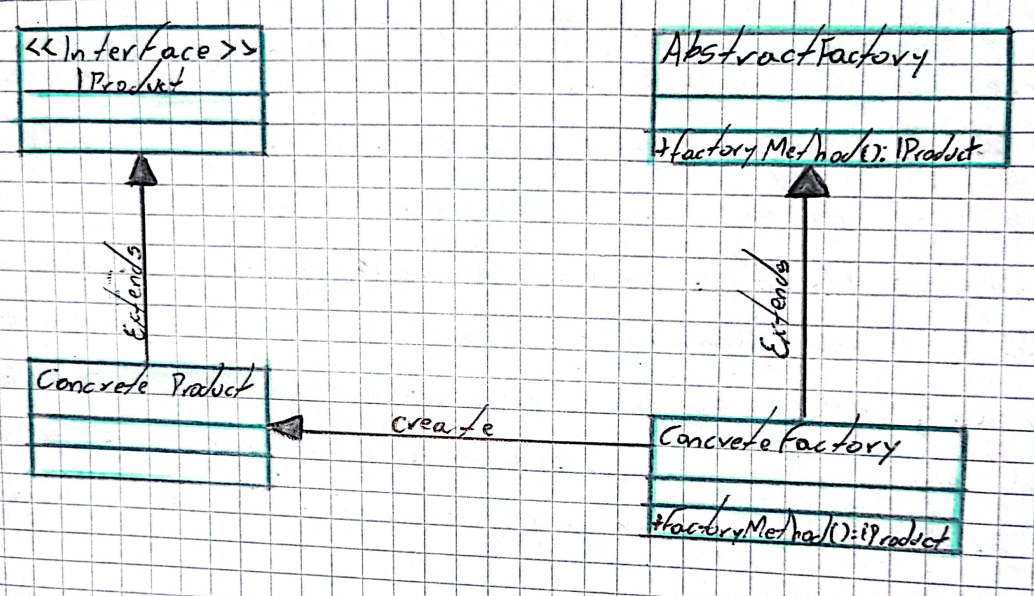 <<Interface>>
IProduct
AbstractFactory
+factoryMethod(): IProduct
Extends
Extends
Concrete Product
create
ConcreteFactory
+FactoryMethod():IProduct